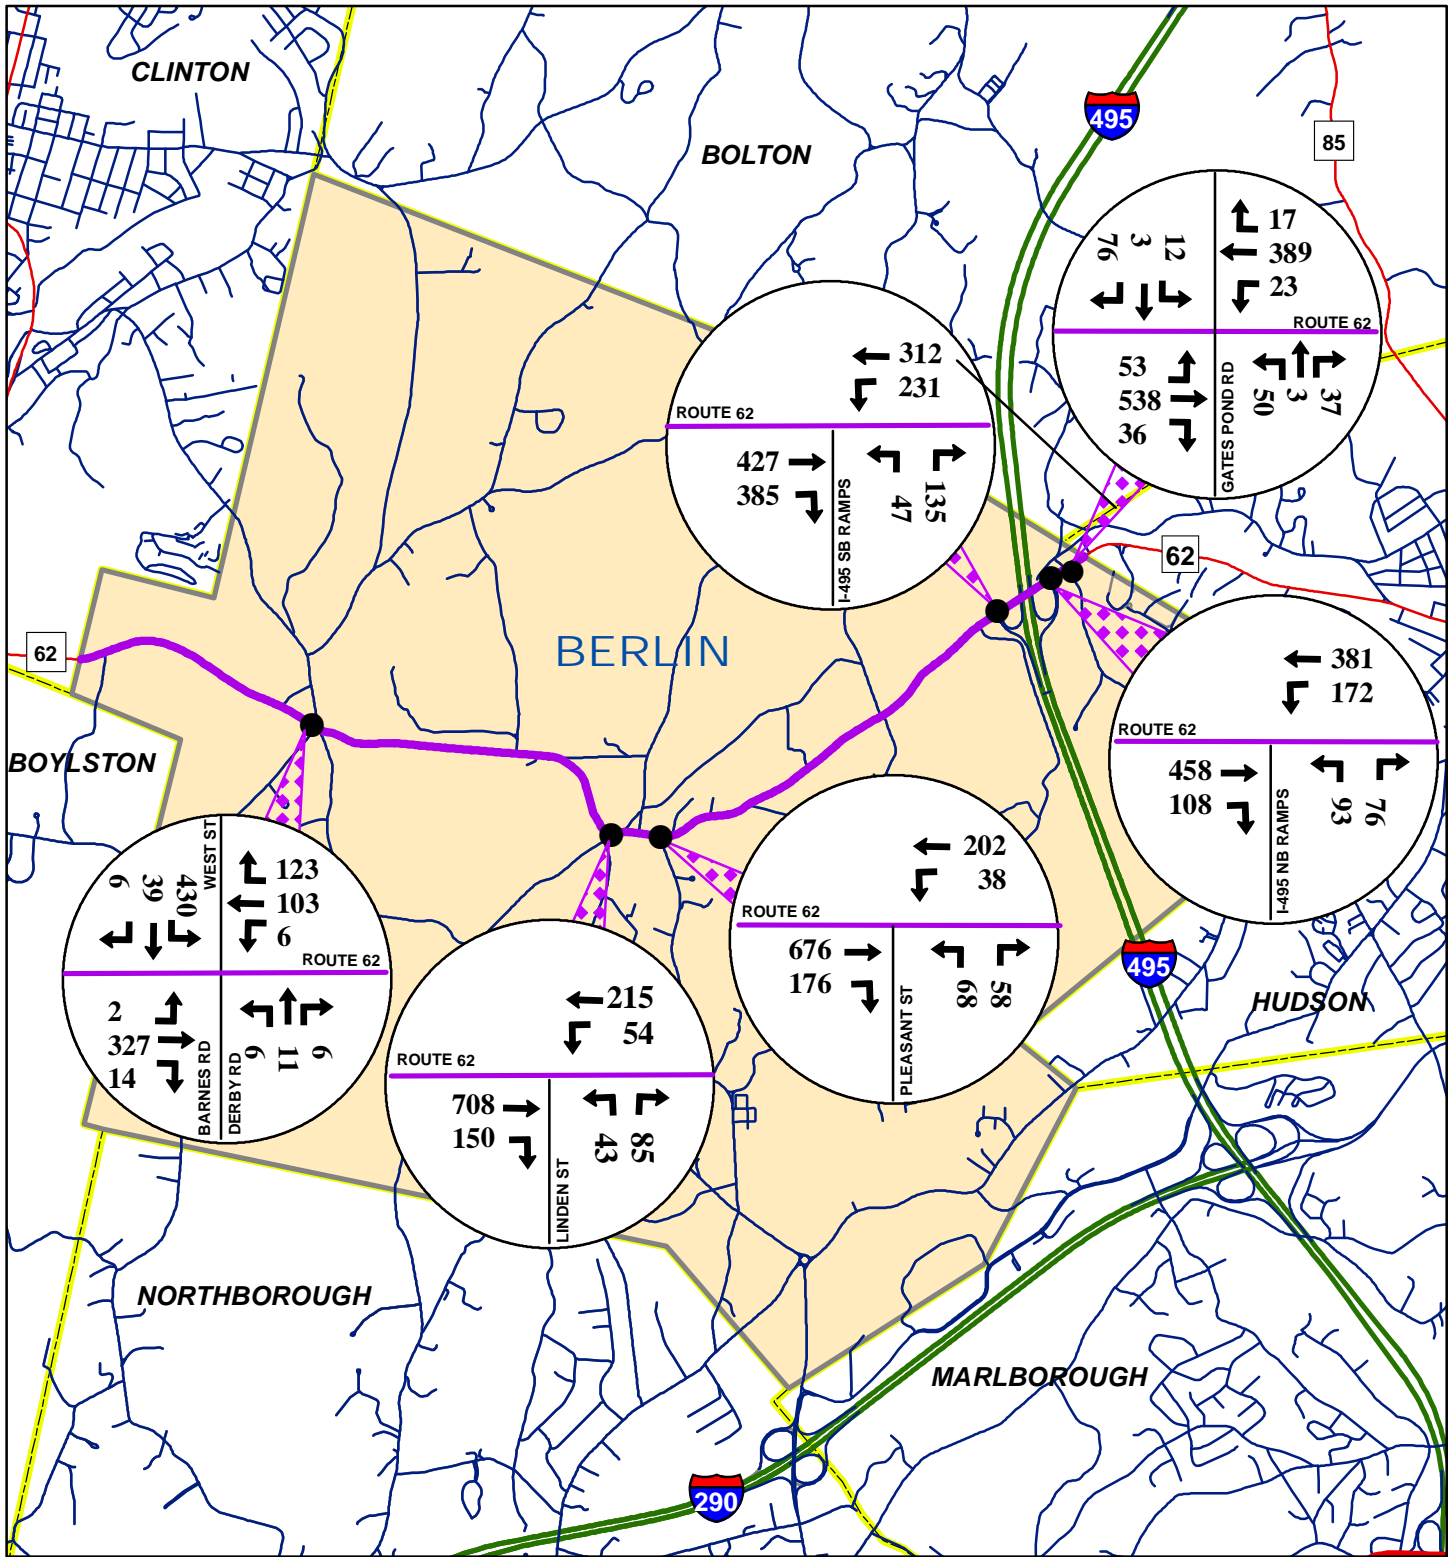 CLINTON
BOLTON
495
85
76 3 12
17
389
23
ROUTE 62
53
538
36
GATES POND RD
50 3 37
312
231
ROUTE 62
427
385
I-495 SB RAMPS
47 135
62
BERLIN
62
381
172
ROUTE 62
458
108
I-495 NB RAMPS
93 76
BOYLSTON
WEST ST
6 39 430
123
103
6
ROUTE 62
2
327
14
BARNES RD
DERBY RD
6 11 6
202
38
ROUTE 62
676
176
PLEASANT ST
68 58
495
HUDSON
215
54
ROUTE 62
708
150
LINDEN ST
43 85
NORTHBOROUGH
MARLBOROUGH
290